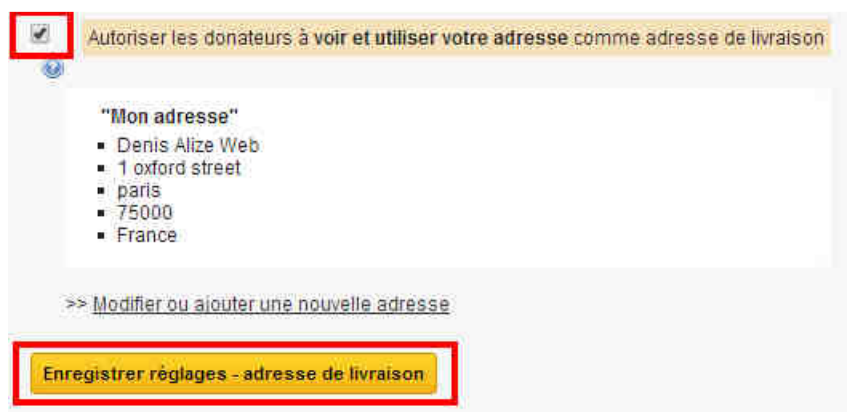 Autoriser les donateurs à voir et utiliser votre adresse comme adresse de livraison
"Mon adresse"
Denis Alize Web
1 oxford street
paris
75000
France
>> Modifier ou ajouter une nouvelle adresse
Enregistrer règlages - adresse de livraison